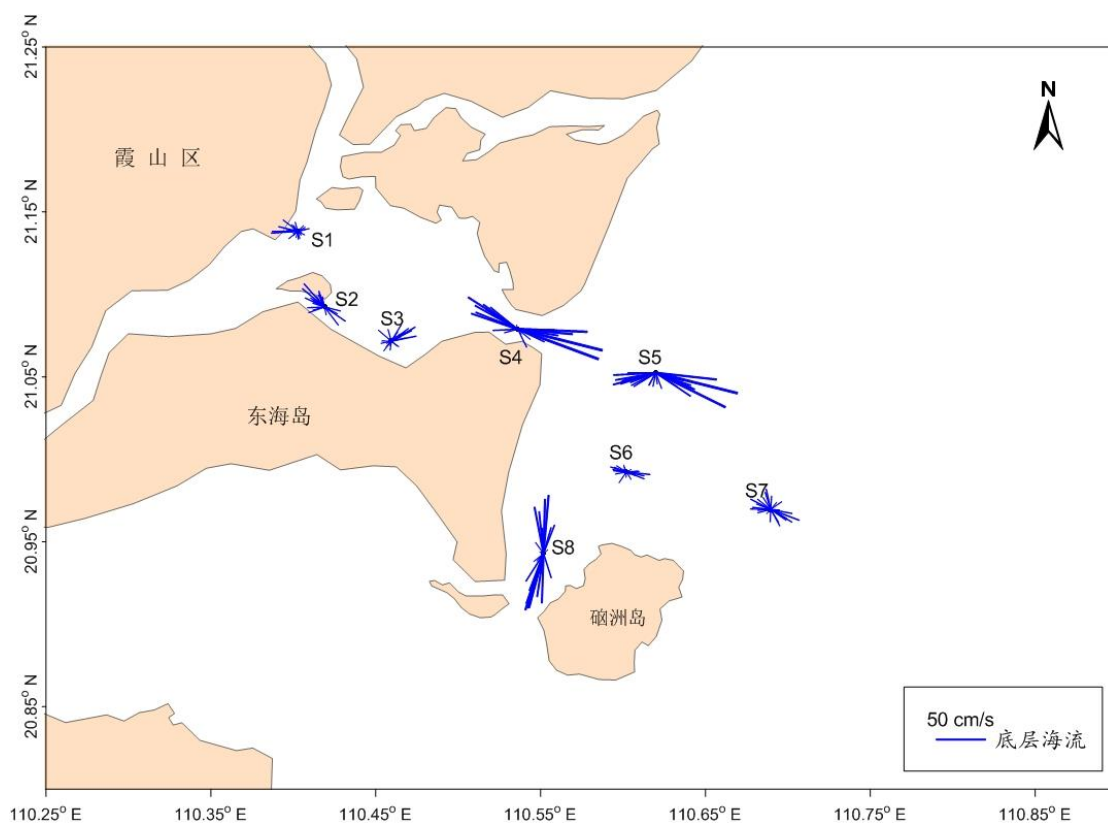 21.25° N
N
霞山区
21.15° N
S1
S2
S3
S4
S5
21.05° N
东海岛
S6
S7
20.95° N
S8
硇洲岛
20.85° N
50 cm/s
底层海流
110.25° E
110.35° E
110.45° E
110.55° E
110.65° E
110.75° E
110.85° E